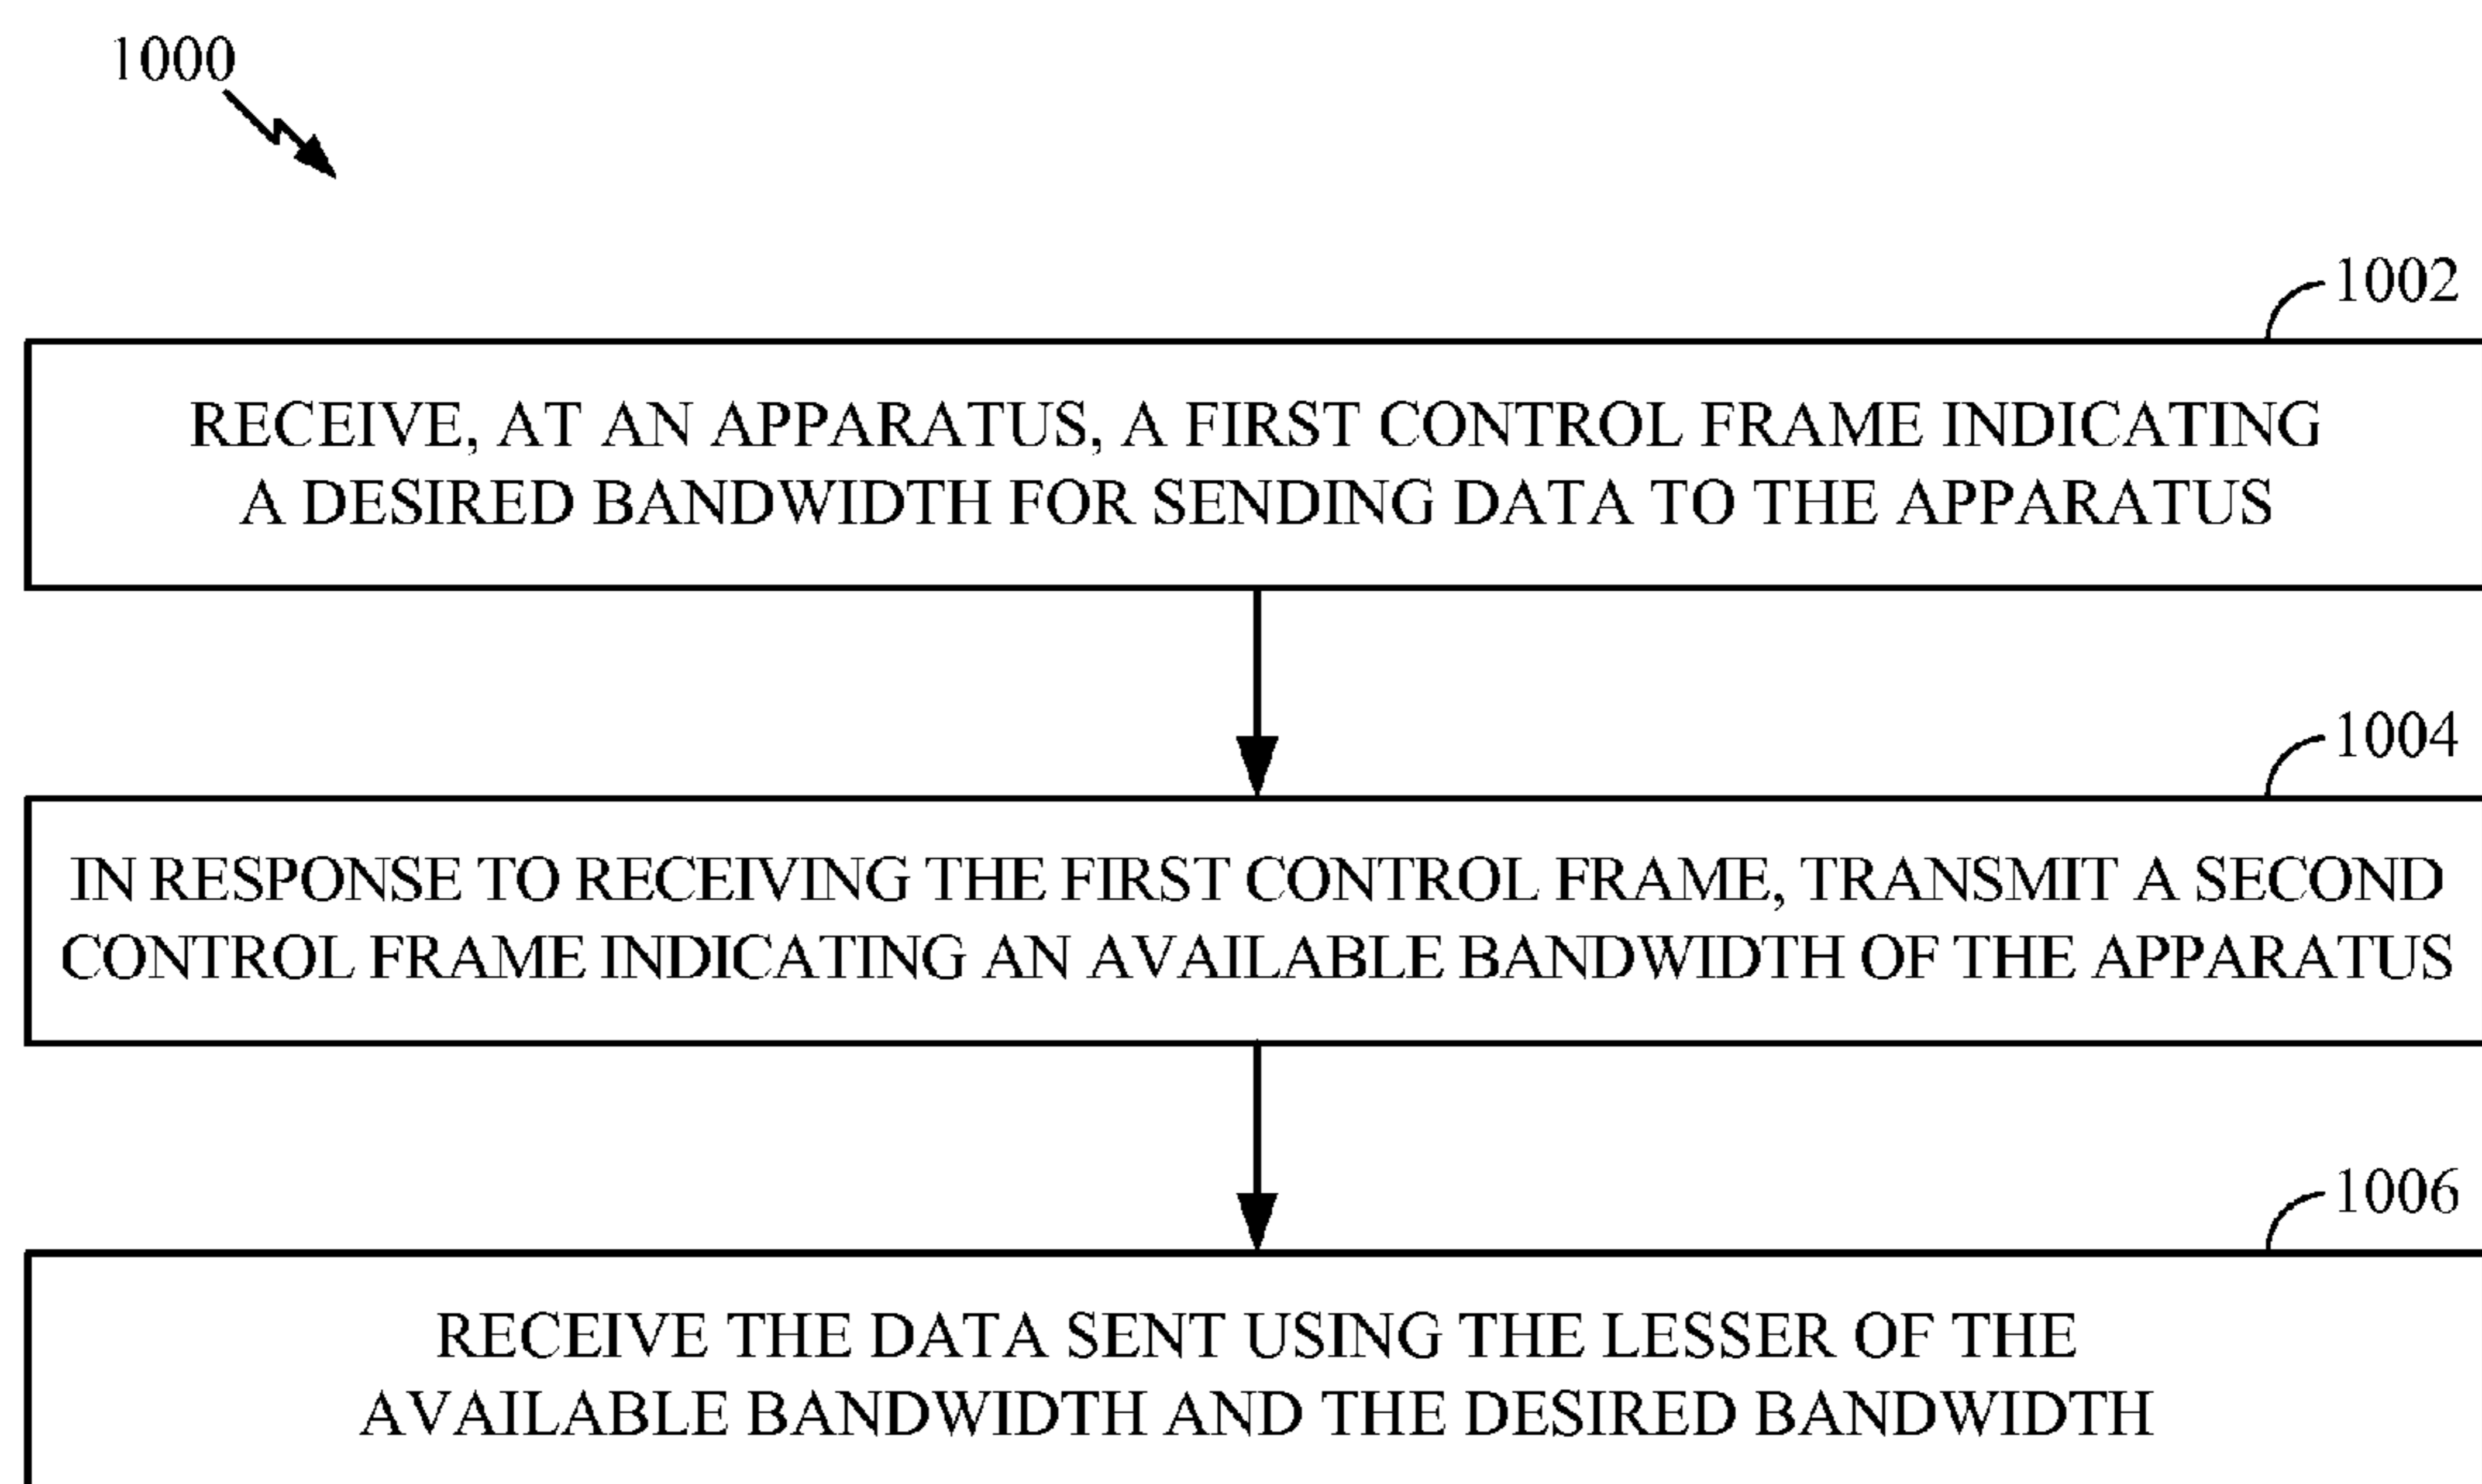 1000
1002
RECEIVE, AT AN APPARATUS, A FIRST CONTROL FRAME INDICATING
A DESIRED BANDWIDTH FOR SENDING DATA TO THE APPARATUS
1004
IN RESPONSE TO RECEIVING THE FIRST CONTROL FRAME, TRANSMIT A SECOND
CONTROL FRAME INDICATING AN AVAILABLE BANDWIDTH OF THE APPARATUS
1006
RECEIVE THE DATA SENT USING THE LESSER OF THE
AVAILABLE BANDWIDTH AND THE DESIRED BANDWIDTH